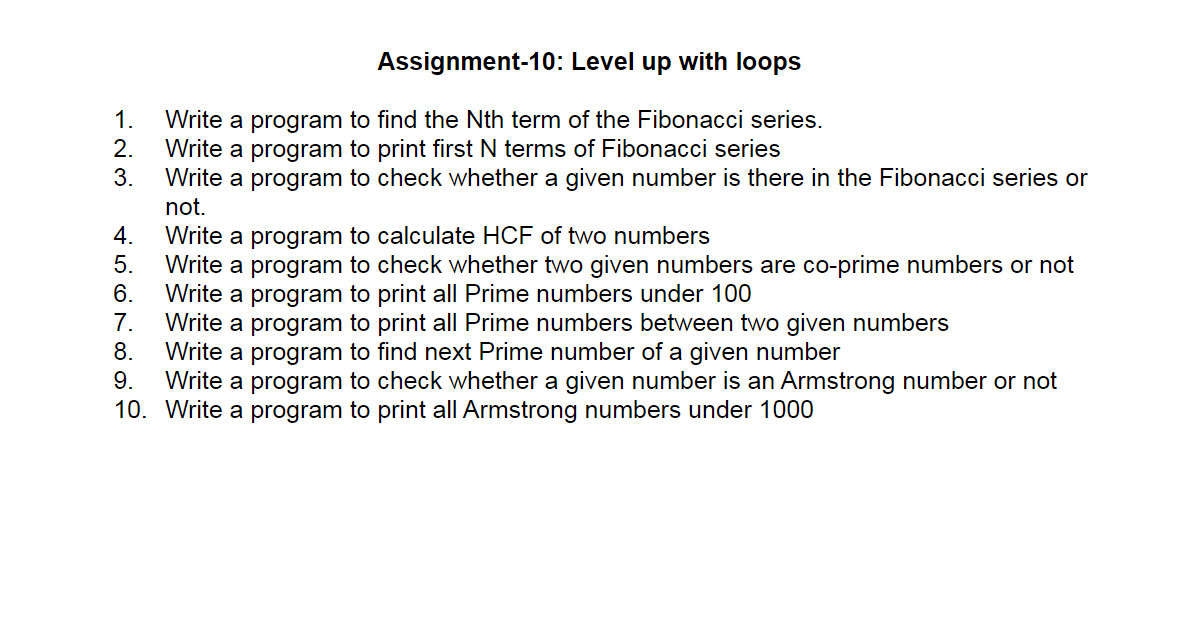 Assignment-10: Level up with loops
1. Write a program to find the Nth term of the Fibonacci series.
2. Write a program to print first N terms of Fibonacci series
3. Write a program to check whether a given number is there in the Fibonacci series or
not.
4. Write a program to calculate HCF of two numbers
5. Write a program to check whether two given numbers are co-prime numbers or not
6. Write a program to print all Prime numbers under 100
7. Write a program to print all Prime numbers between two given numbers
8. Write a program to find next Prime number of a given number
9. Write a program to check whether a given number is an Armstrong number or not
10. Write a program to print all Armstrong numbers under 1000